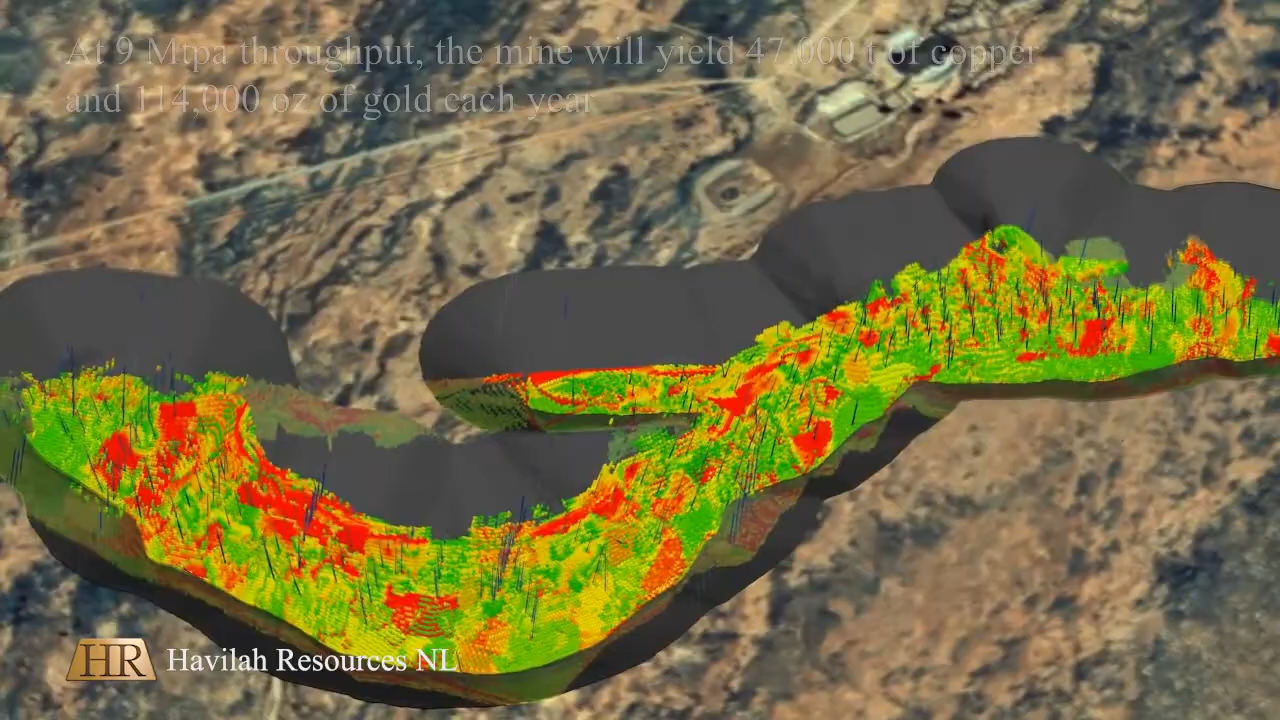 At 9 Mtpa throughput, the mine will yield 47,000 t of copper
and 114,000 oz of gold each year
HR
Havilah Resources NL